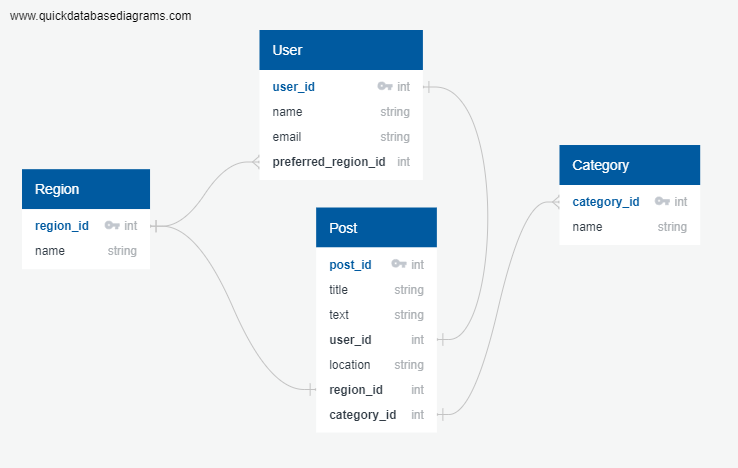 www.quickdatabasediagrams.com
User
user_id int
name string
email string
preferred_region_id int
Region
region_id int
name string
Post
post_id int
title string
text string
user_id int
location string
region_id int
category_id int
Category
category_id int
name string